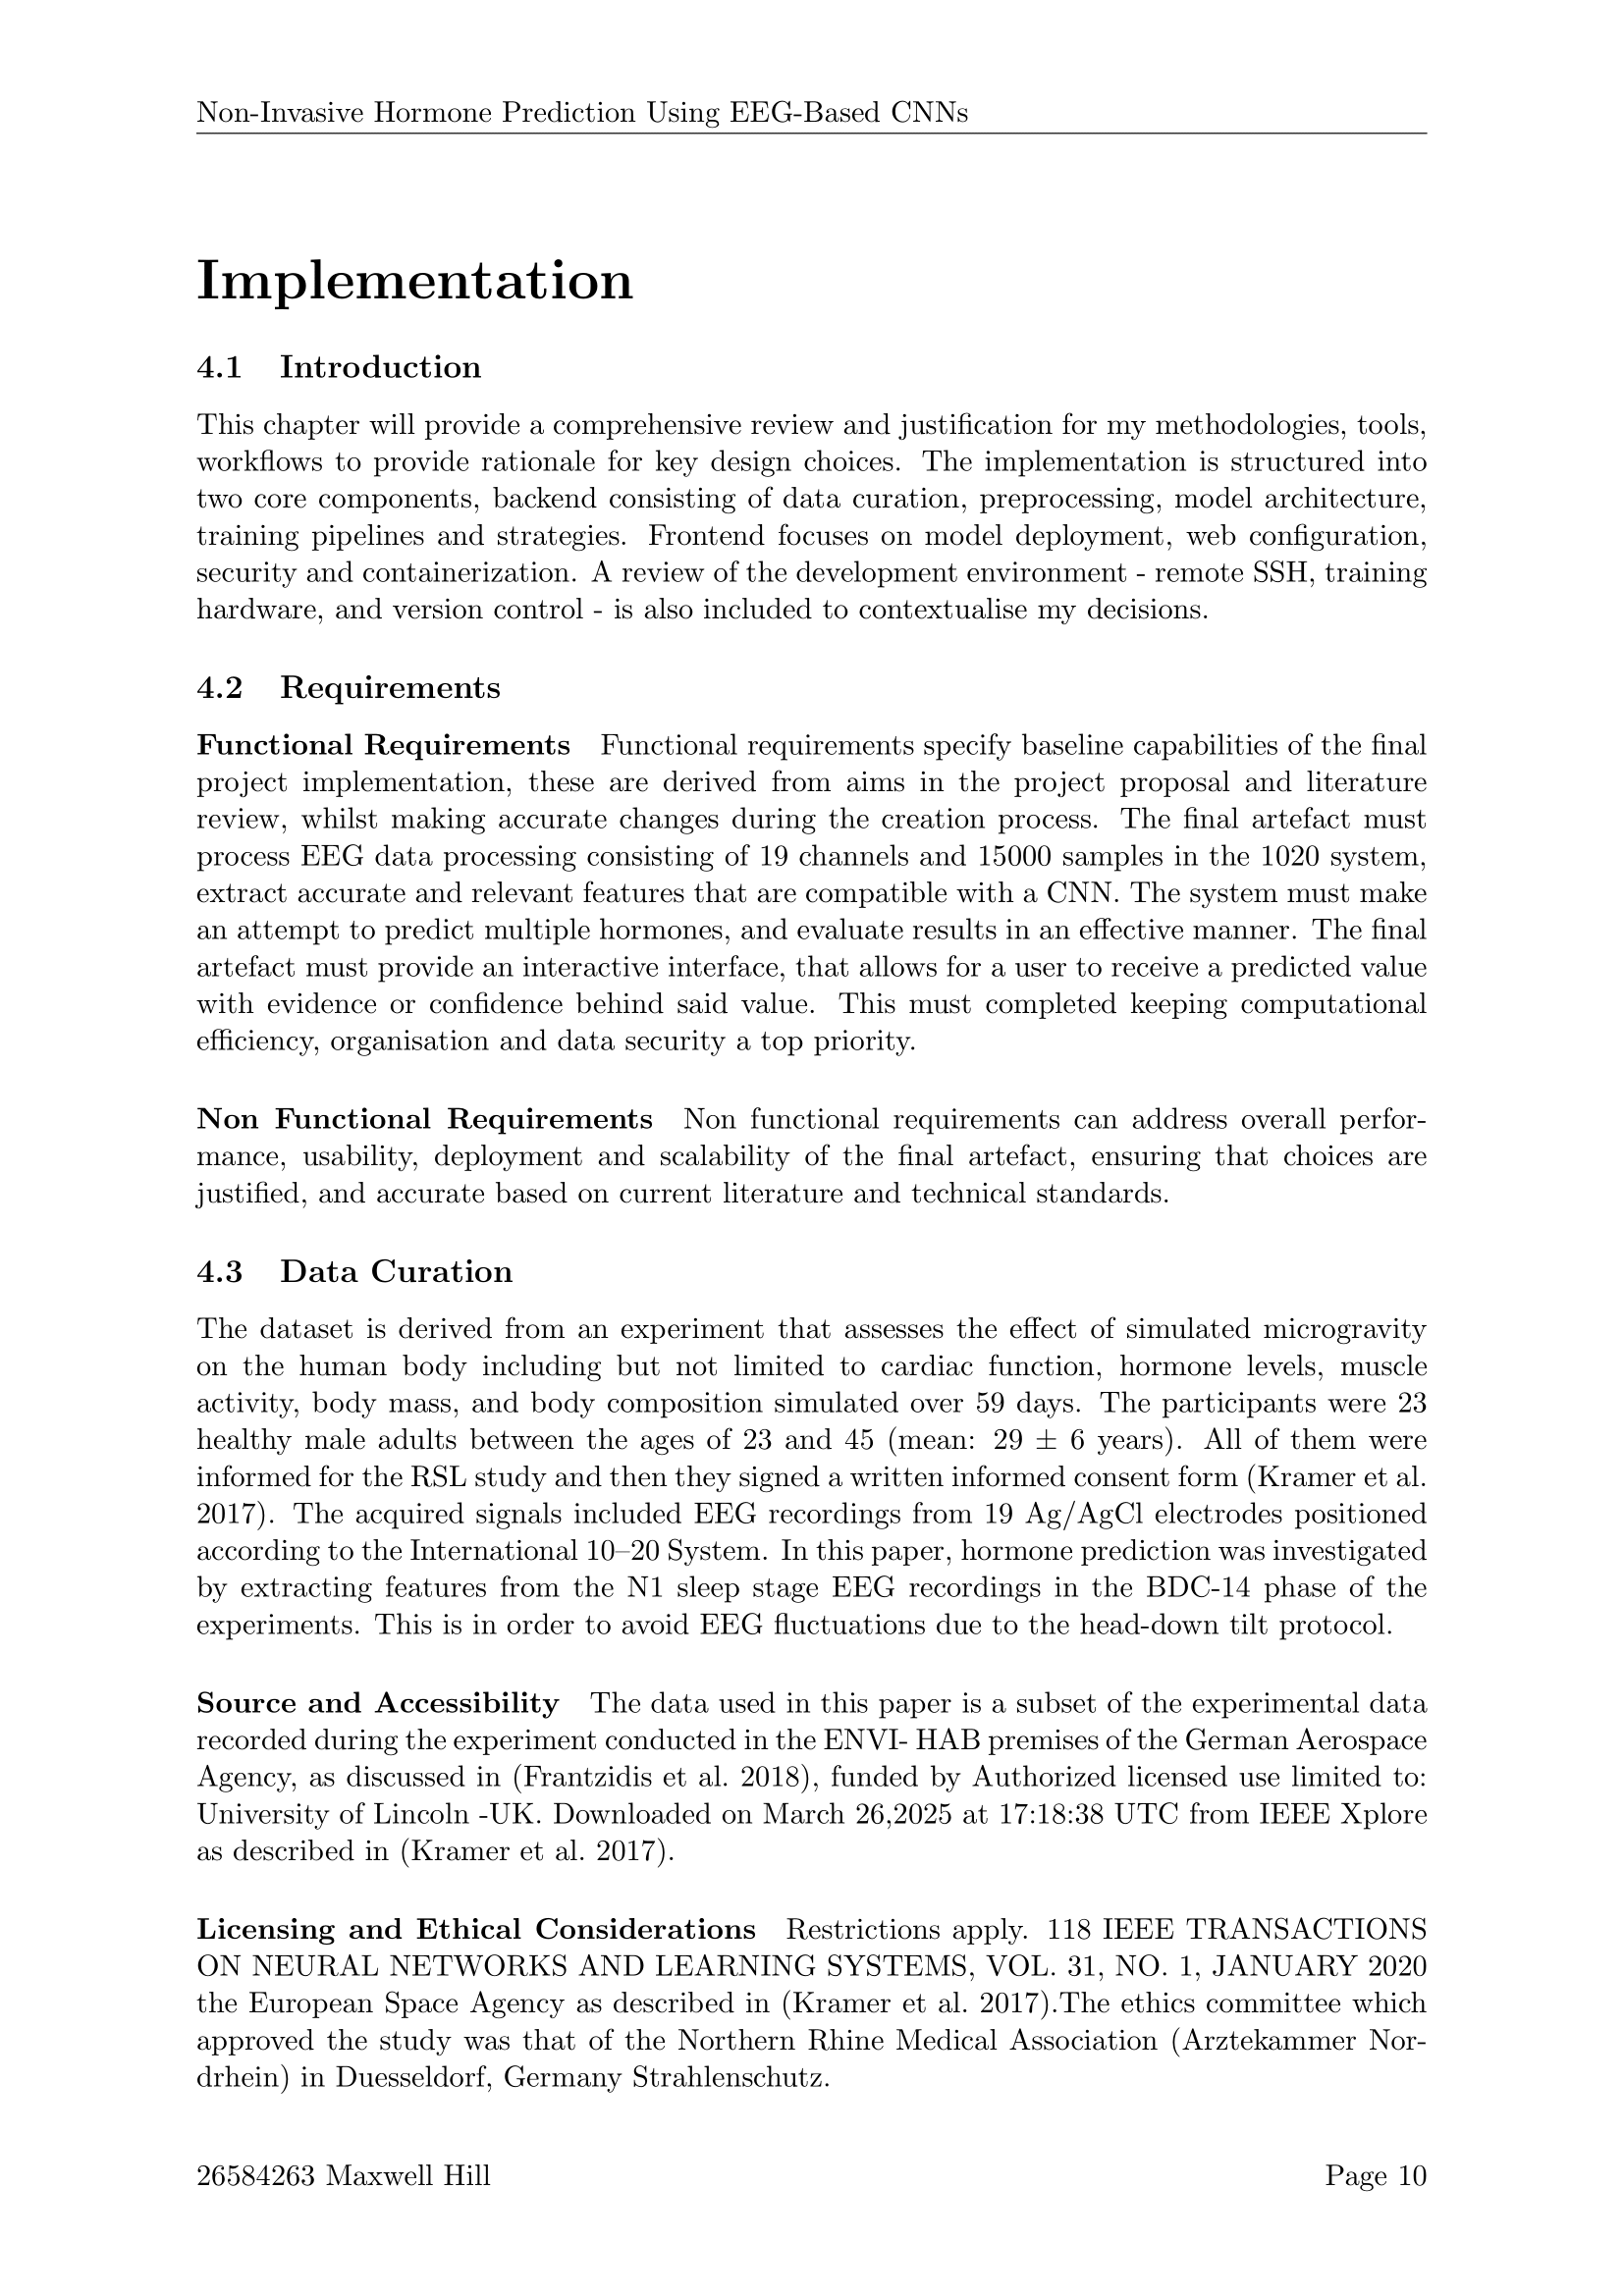 Non-Invasive Hormone Prediction Using EEG-Based CNNs
Implementation
4.1 Introduction
This chapter will provide a comprehensive review and justification for my methodologies, tools,
workflows to provide rationale for key design choices. The implementation is structured into
two core components, backend consisting of data curation, preprocessing, model architecture,
training pipelines and strategies. Frontend focuses on model deployment, web configuration,
security and containerization. A review of the development environment - remote SSH, training
hardware, and version control - is also included to contextualise my decisions.
4.2 Requirements
Functional Requirements Functional requirements specify baseline capabilities of the final
project implementation, these are derived from aims in the project proposal and literature
review, whilst making accurate changes during the creation process. The final artefact must
process EEG data processing consisting of 19 channels and 15000 samples in the 1020 system,
extract accurate and relevant features that are compatible with a CNN. The system must make
an attempt to predict multiple hormones, and evaluate results in an effective manner. The final
artefact must provide an interactive interface, that allows for a user to receive a predicted value
with evidence or confidence behind said value. This must completed keeping computational
efficiency, organisation and data security a top priority.
Non Functional Requirements Non functional requirements can address overall perfor-
mance, usability, deployment and scalability of the final artefact, ensuring that choices are
justified, and accurate based on current literature and technical standards.
4.3 Data Curation
The dataset is derived from an experiment that assesses the effect of simulated microgravity
on the human body including but not limited to cardiac function, hormone levels, muscle
activity, body mass, and body composition simulated over 59 days. The participants were 23
healthy male adults between the ages of 23 and 45 (mean: 29 ± 6 years). All of them were
informed for the RSL study and then they signed a written informed consent form (Kramer et al.
2017). The acquired signals included EEG recordings from 19 Ag/AgCl electrodes positioned
according to the International 10–20 System. In this paper, hormone prediction was investigated
by extracting features from the N1 sleep stage EEG recordings in the BDC-14 phase of the
experiments. This is in order to avoid EEG fluctuations due to the head-down tilt protocol.
Source and Accessibility The data used in this paper is a subset of the experimental data
recorded during the experiment conducted in the ENVI- HAB premises of the German Aerospace
Agency, as discussed in (Frantzidis et al. 2018), funded by Authorized licensed use limited to:
University of Lincoln -UK. Downloaded on March 26,2025 at 17:18:38 UTC from IEEE Xplore
as described in (Kramer et al. 2017).
Licensing and Ethical Considerations Restrictions apply. 118 IEEE TRANSACTIONS
ON NEURAL NETWORKS AND LEARNING SYSTEMS, VOL. 31, NO. 1, JANUARY 2020
the European Space Agency as described in (Kramer et al. 2017).The ethics committee which
approved the study was that of the Northern Rhine Medical Association (Arztekammer Nor-
drhein) in Duesseldorf, Germany Strahlenschutz.
26584263 Maxwell Hill Page 10